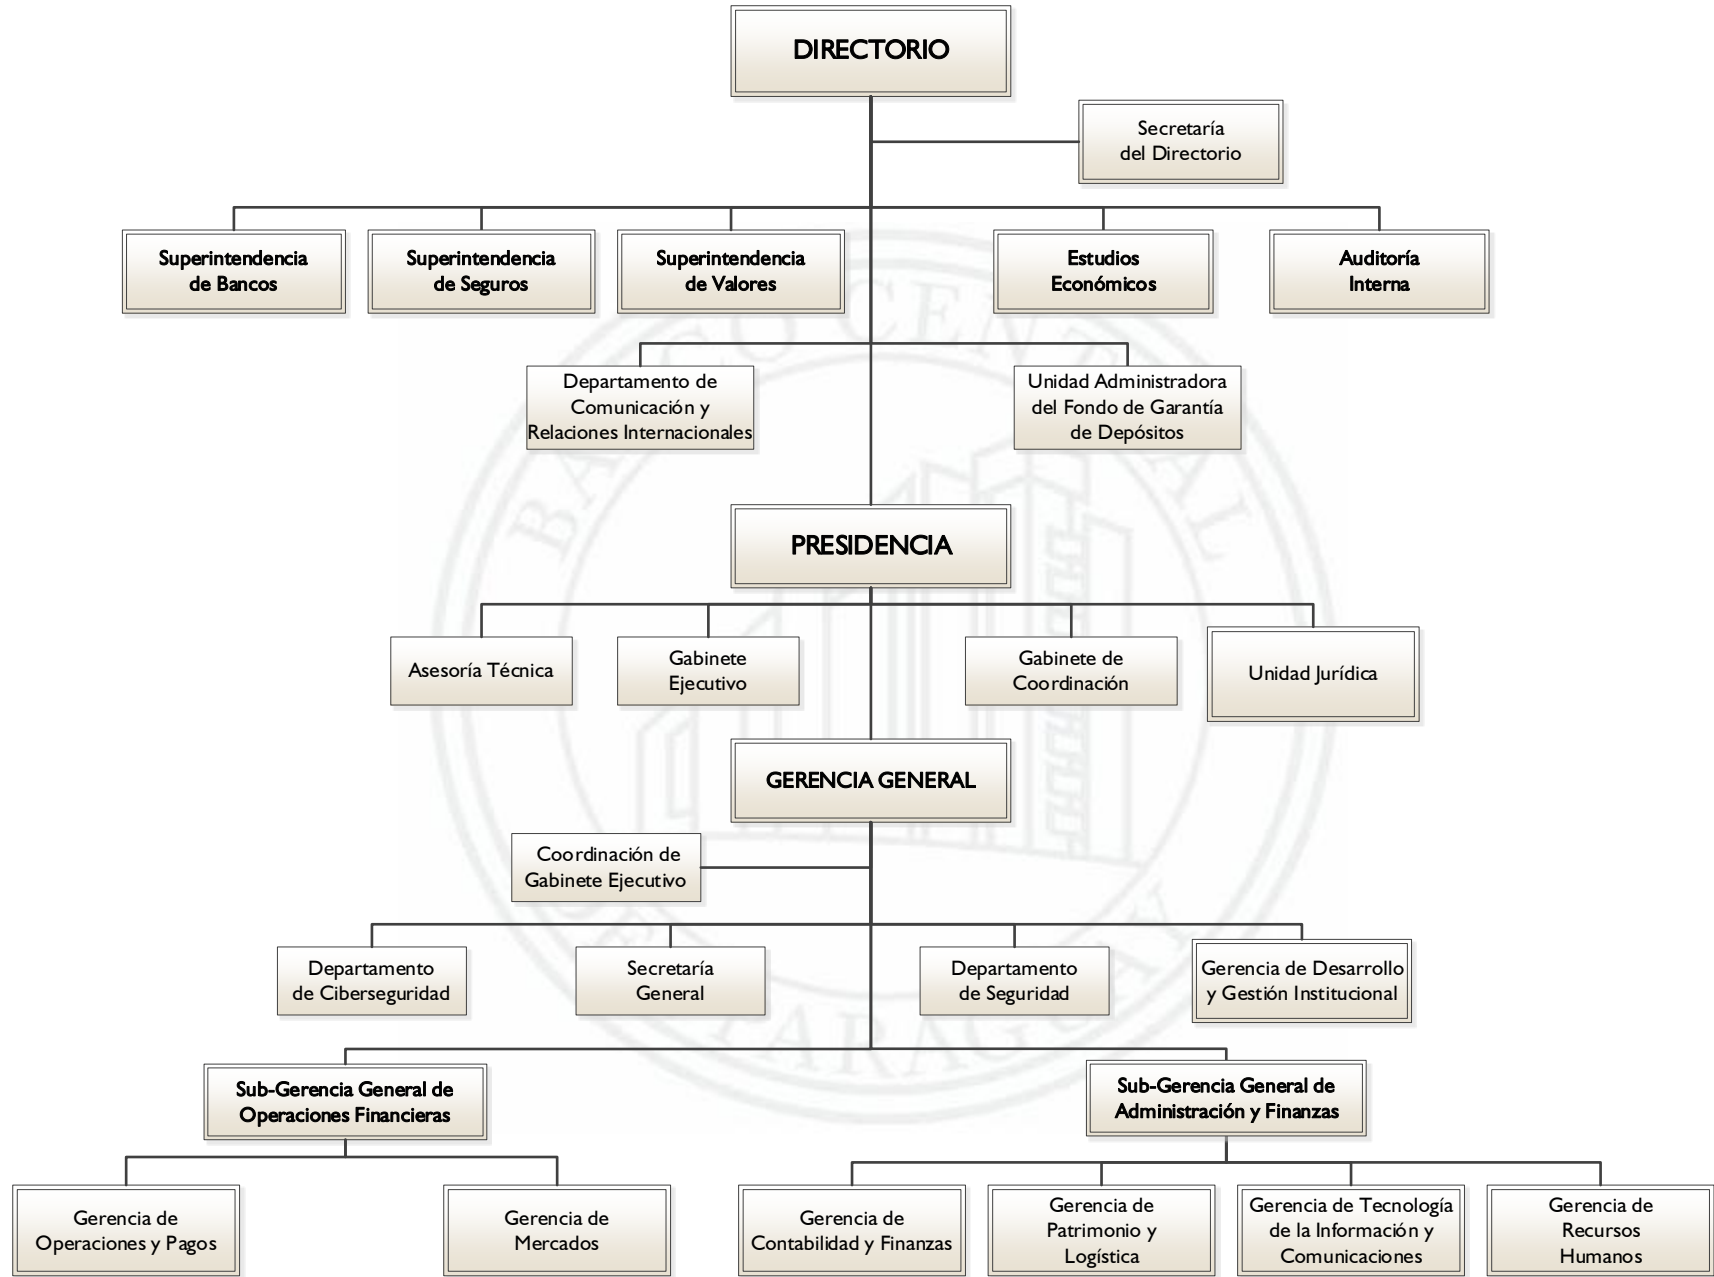 DIRECTORIO
Secretaría
del Directorio
Superintendencia
de Bancos
Superintendencia
de Seguros
Superintendencia
de Valores
Estudios
Económicos
Auditoría
Interna
Departamento de
Comunicación y
Relaciones Internacionales
Unidad Administradora
del Fondo de Garantía
de Depósitos
PRESIDENCIA
Asesoría Técnica
Gabinete
Ejecutivo
Gabinete de
Coordinación
Unidad Jurídica
GERENCIA GENERAL
Coordinación de
Gabinete Ejecutivo
Departamento
de Ciberseguridad
Secretaría
General
Departamento
de Seguridad
Gerencia de Desarrollo
y Gestión Institucional
Sub-Gerencia General de
Operaciones Financieras
Sub-Gerencia General de
Administración y Finanzas
Gerencia de
Operaciones y Pagos
Gerencia de
Mercados
Gerencia de
Contabilidad y Finanzas
Gerencia de
Patrimonio y
Logística
Gerencia de Tecnología
de la Información y
Comunicaciones
Gerencia de
Recursos
Humanos
BANCO CENTRAL
DEL PARAGUAY